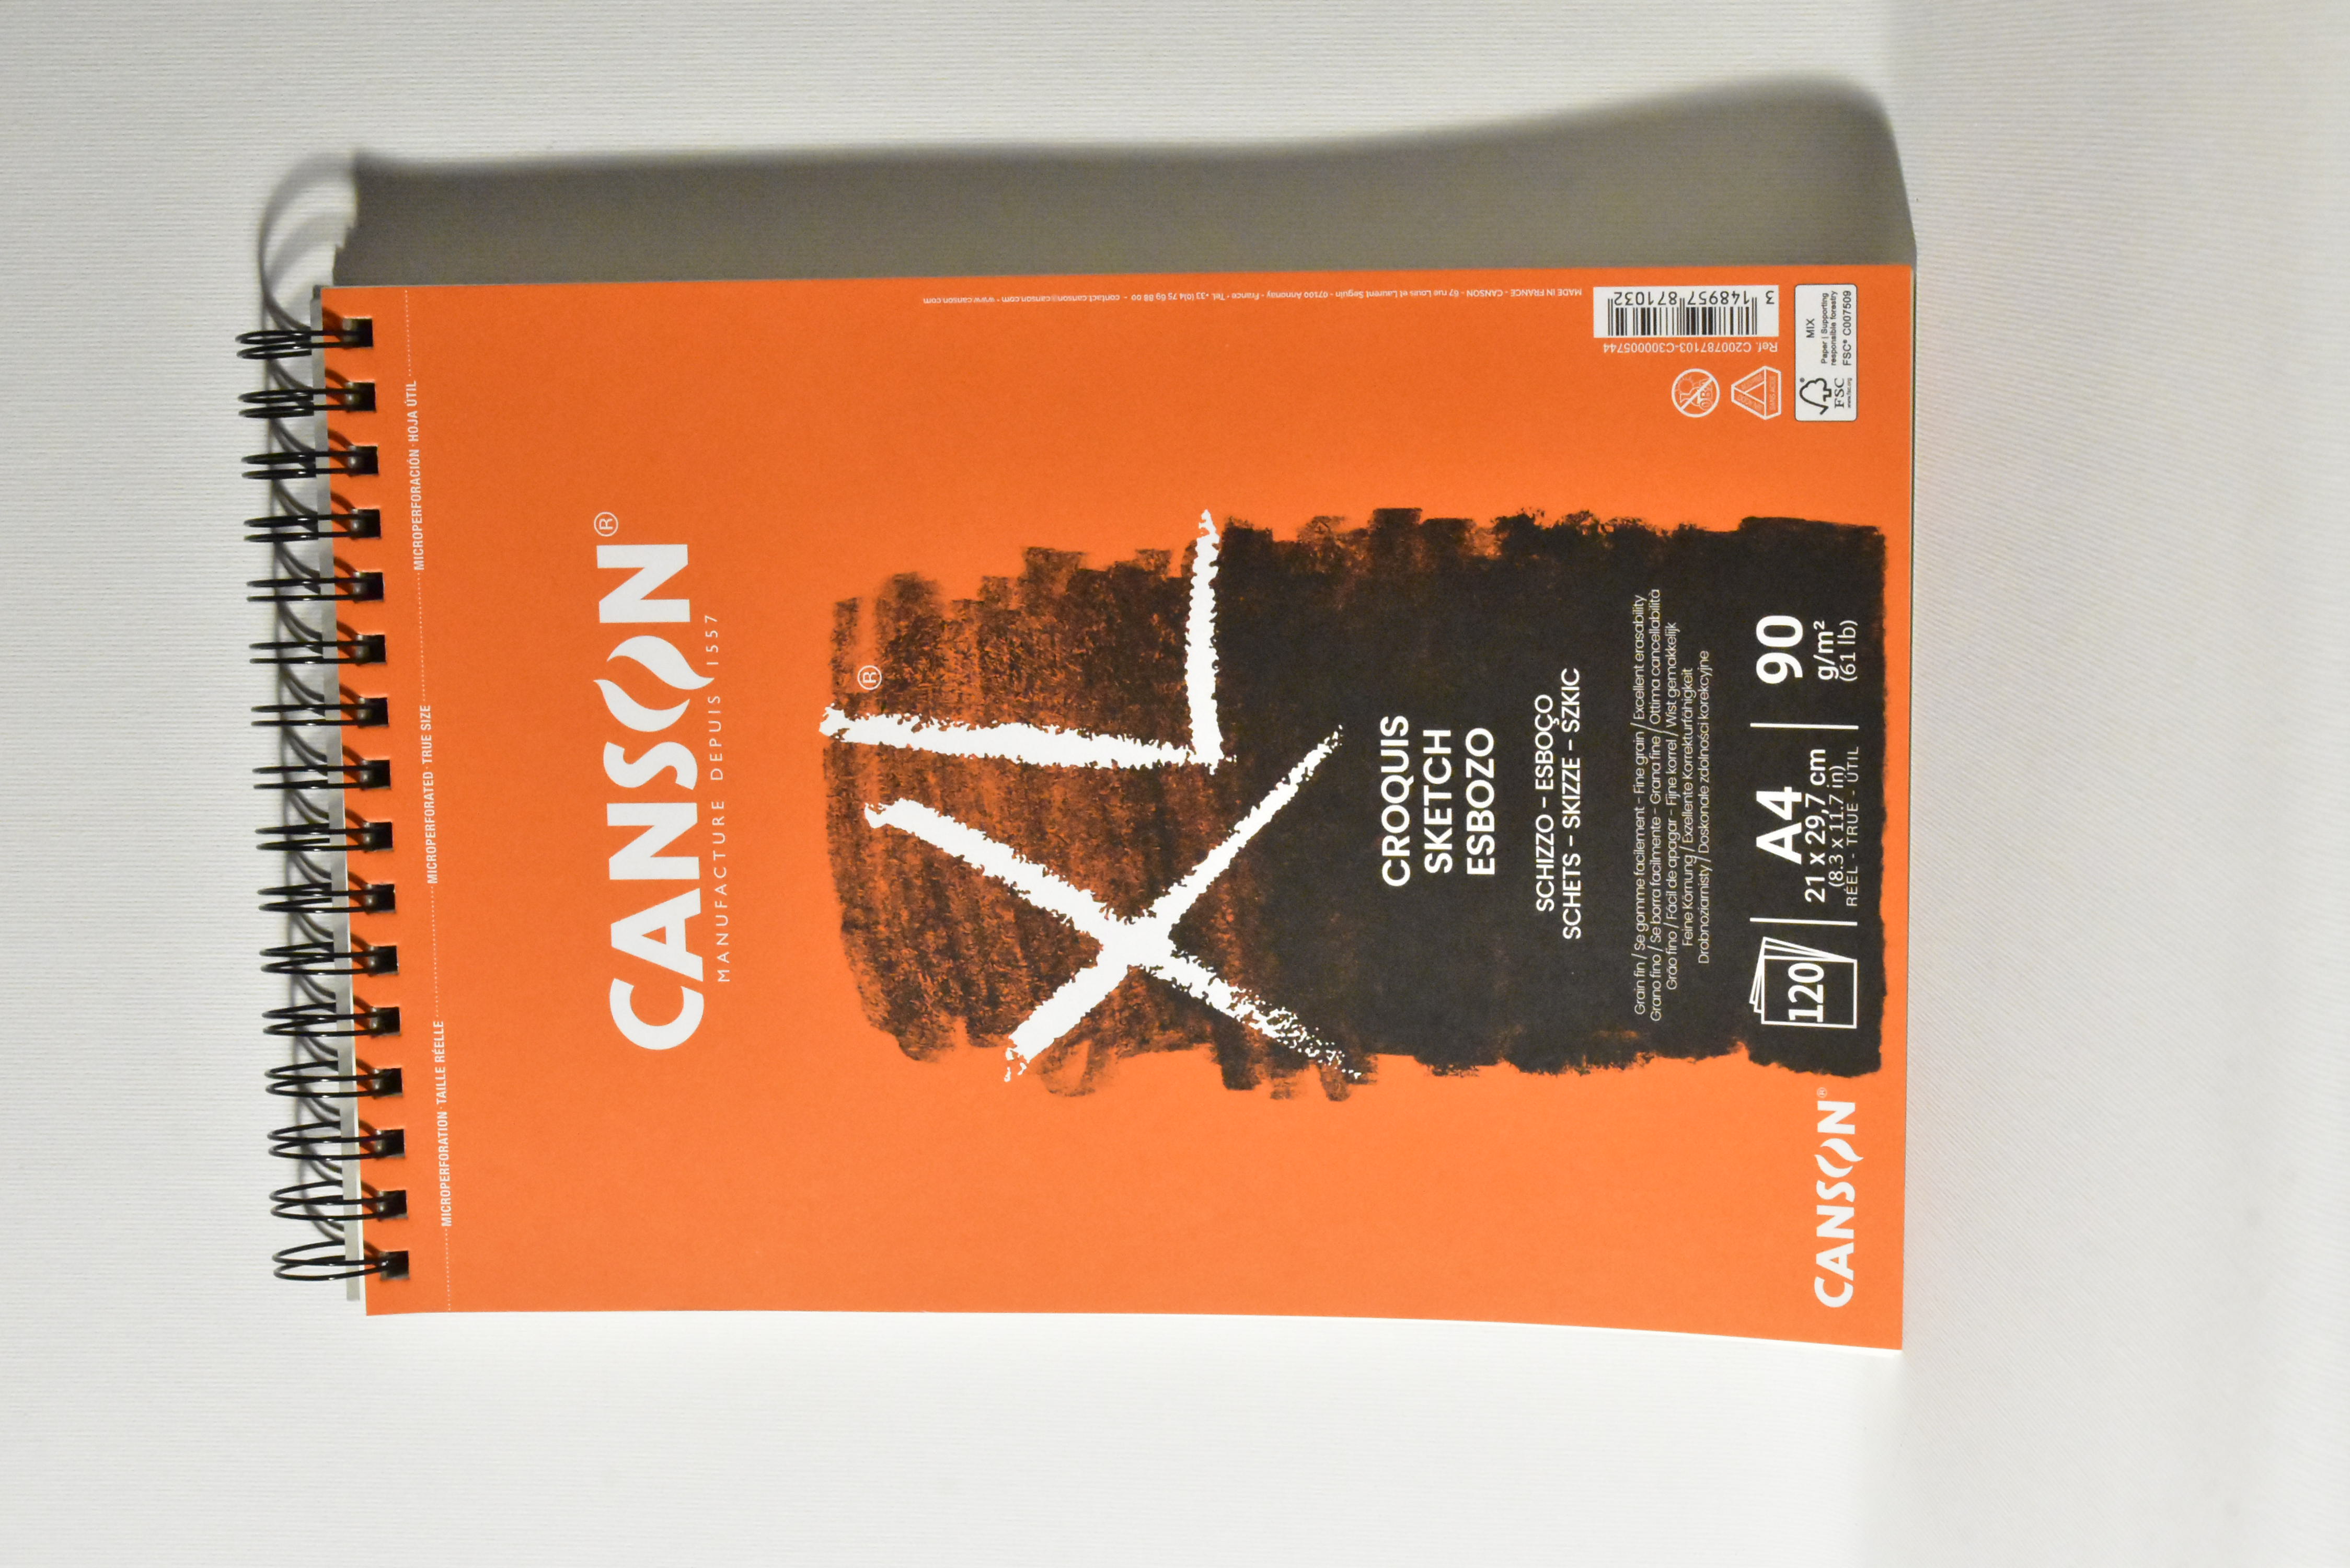 MICROPERFORATION · TAILLE RÉELLE
MICROPERFORATED · TRUE SIZE
MICROPERFORACIÓN · HOJA ÚTIL
CANSON®
MANUFACTURE DEPUIS 1557
XL®
CROQUIS
SKETCH
ESBOZO
SCHIZZO – ESBOÇO
SCHETS – SKIZZE – SZKIC
Grain fin / Se gomme facilement – Fine grain / Excellent erasability
Grano fino / Se borra facilmente – Grana fine / Ottima cancellabilità
Grão fino / Fácil de apagar – Fijne korrel / Wist gemakkelijk
Feine Körnung / Exzellente Korrekturfähigkeit
Drobnoziarnisty / Doskonałe zdolności korekcyjne
120
A4
21 x 29,7 cm
(8.3 x 11.7 in)
RÉEL - TRUE - ÚTIL
90
g/m²
(61 lb)
CANSON®
MADE IN FRANCE - CANSON - 67 rue Louis et Laurent Seguin - 07100 Annonay - France - Tél. +33 (0)4 75 69 88 00 - contact.canson@canson.com - www.canson.com
3 148957 871032
Ref. C200787103-C300005744
FSC
www.fsc.org
MIX
Paper | Supporting
responsible forestry
FSC® C007509